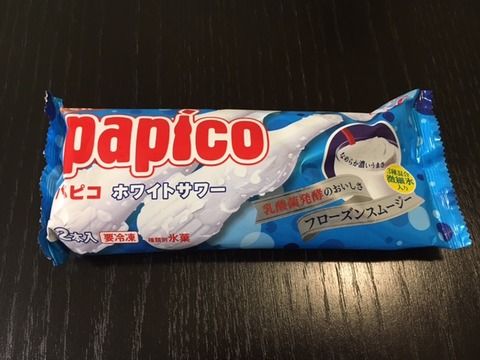 papico
パピコ ホワイトサワー
2本入 要冷凍 種類別 氷菓
なめらか濃いうまさ
乳酸菌発酵のおいしさ
フローズンスムージー
微細氷
入り